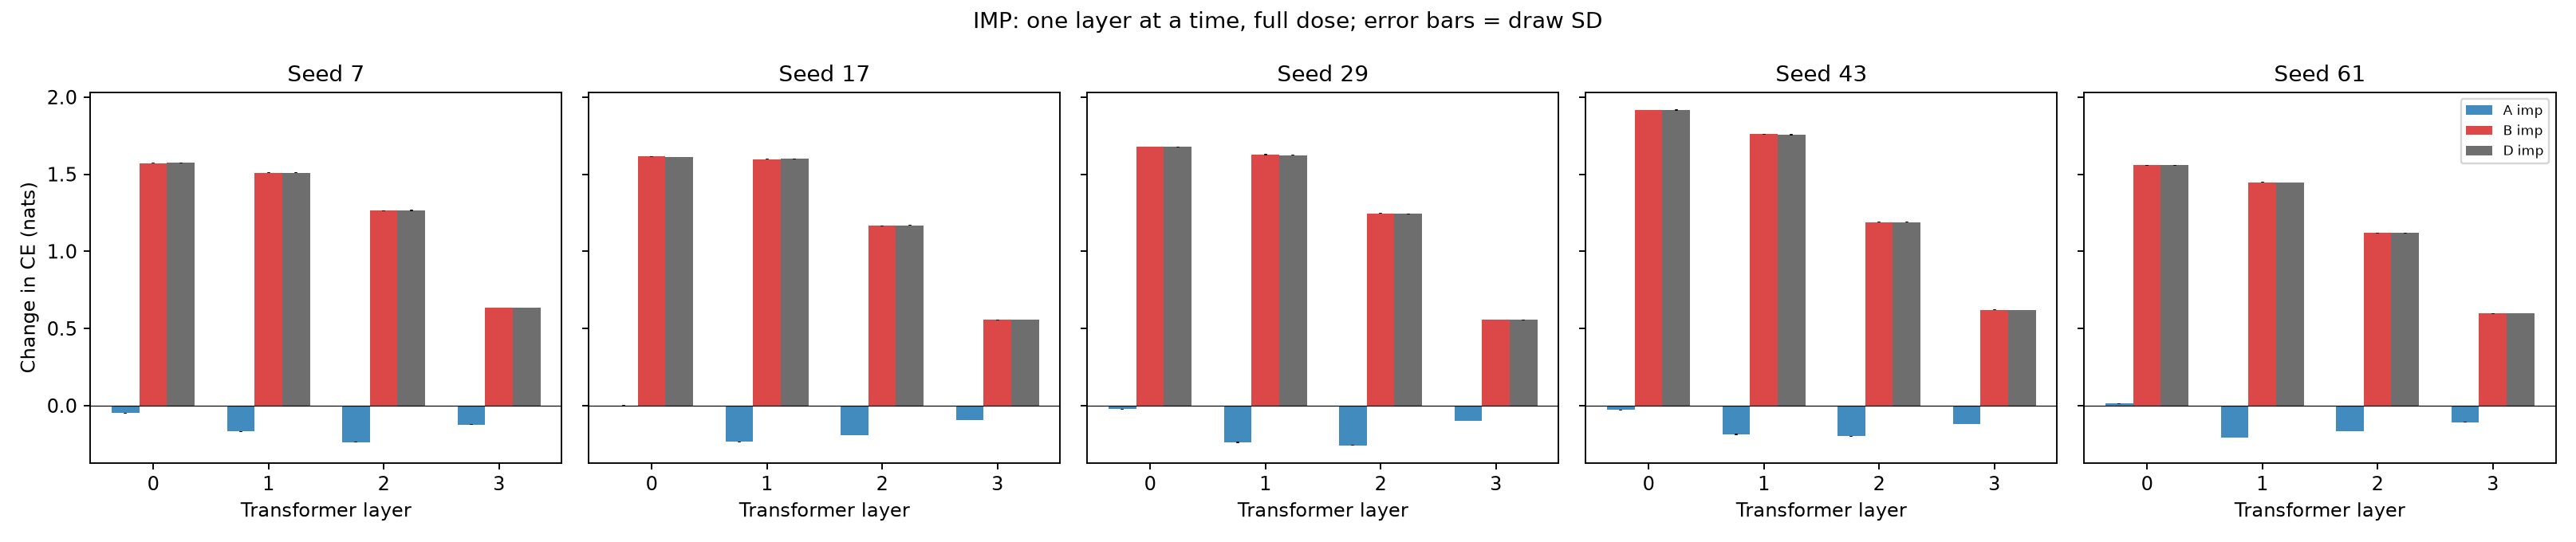 IMP: one layer at a time, full dose; error bars = draw SD
Seed 7
Seed 17
Seed 29
Seed 43
Seed 61
2.0
1.5
1.0
0.5
0.0
Change in CE (nats)
A imp
B imp
D imp
0 1 2 3
0 1 2 3
0 1 2 3
0 1 2 3
0 1 2 3
Transformer layer
Transformer layer
Transformer layer
Transformer layer
Transformer layer